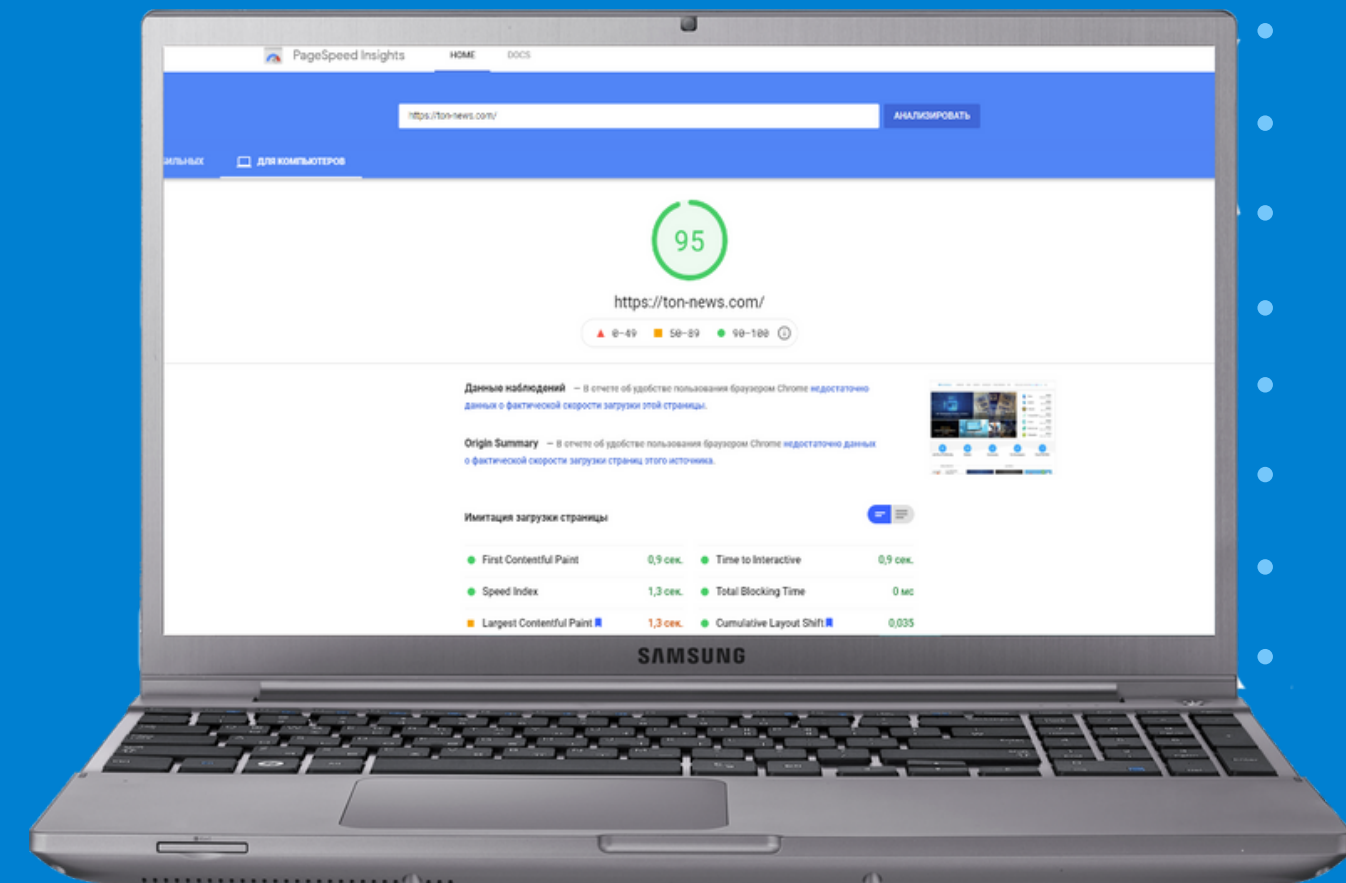 PageSpeed Insights HOME DOCS
https://ton-news.com/ АНАЛИЗИРОВАТЬ
БИЛЬНЫХ ДЛЯ КОМПЬЮТЕРОВ
95
https://ton-news.com/
0-49 50-89 90-100
Данные наблюдений — В отчете об удобстве пользования браузером Chrome недостаточно
данных о фактической скорости загрузки этой страницы.
Origin Summary — В отчете об удобстве пользования браузером Chrome недостаточно данных
о фактической скорости загрузки страниц этого источника.
Имитация загрузки страницы
First Contentful Paint 0,9 сек. Time to Interactive 0,9 сек.
Speed Index 1,3 сек. Total Blocking Time 0 мс
Largest Contentful Paint 1,3 сек. Cumulative Layout Shift 0,035
SAMSUNG